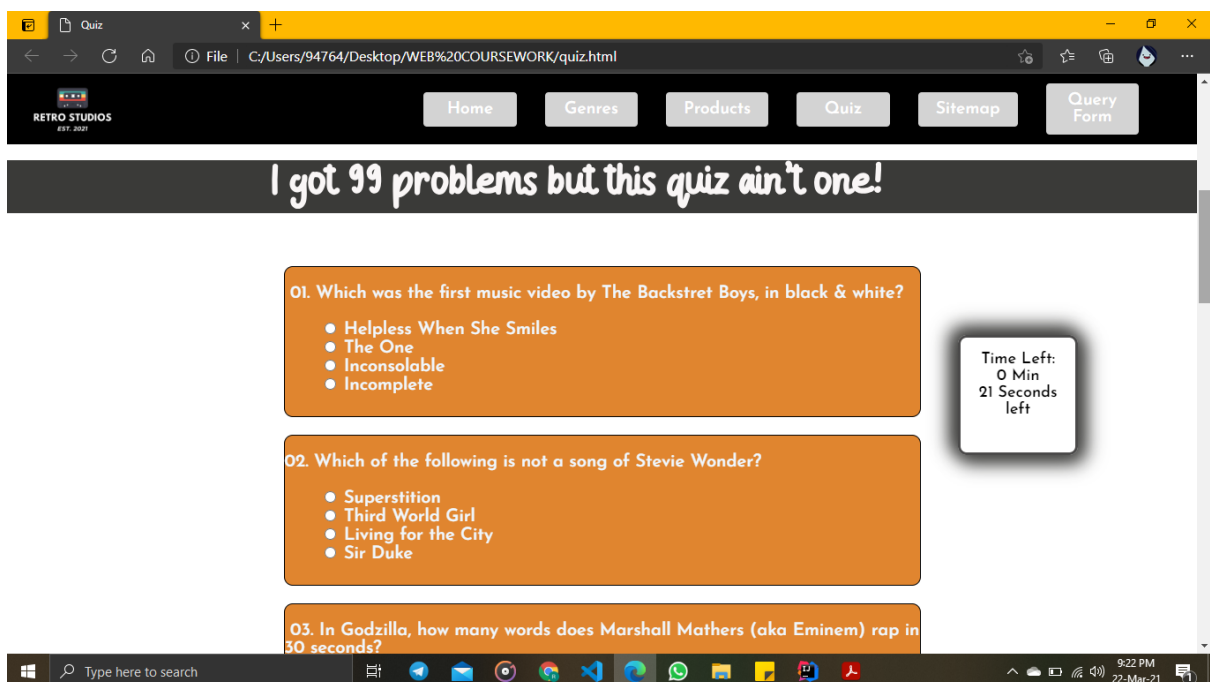 Quiz
File C:/Users/94764/Desktop/WEB%20COURSEWORK/quiz.html
RETRO STUDIOS
EST. 2021
Home Genres Products Quiz Sitemap Query
Form
I got 99 problems but this quiz ain't one!
01. Which was the first music video by The Backstret Boys, in black & white?
Helpless When She Smiles
The One
Inconsolable
Incomplete
Time Left:
0 Min
21 Seconds
left
02. Which of the following is not a song of Stevie Wonder?
Superstition
Third World Girl
Living for the City
Sir Duke
03. In Godzilla, how many words does Marshall Mathers (aka Eminem) rap in
30 seconds?
Type here to search
9:22 PM
22-Mar-21